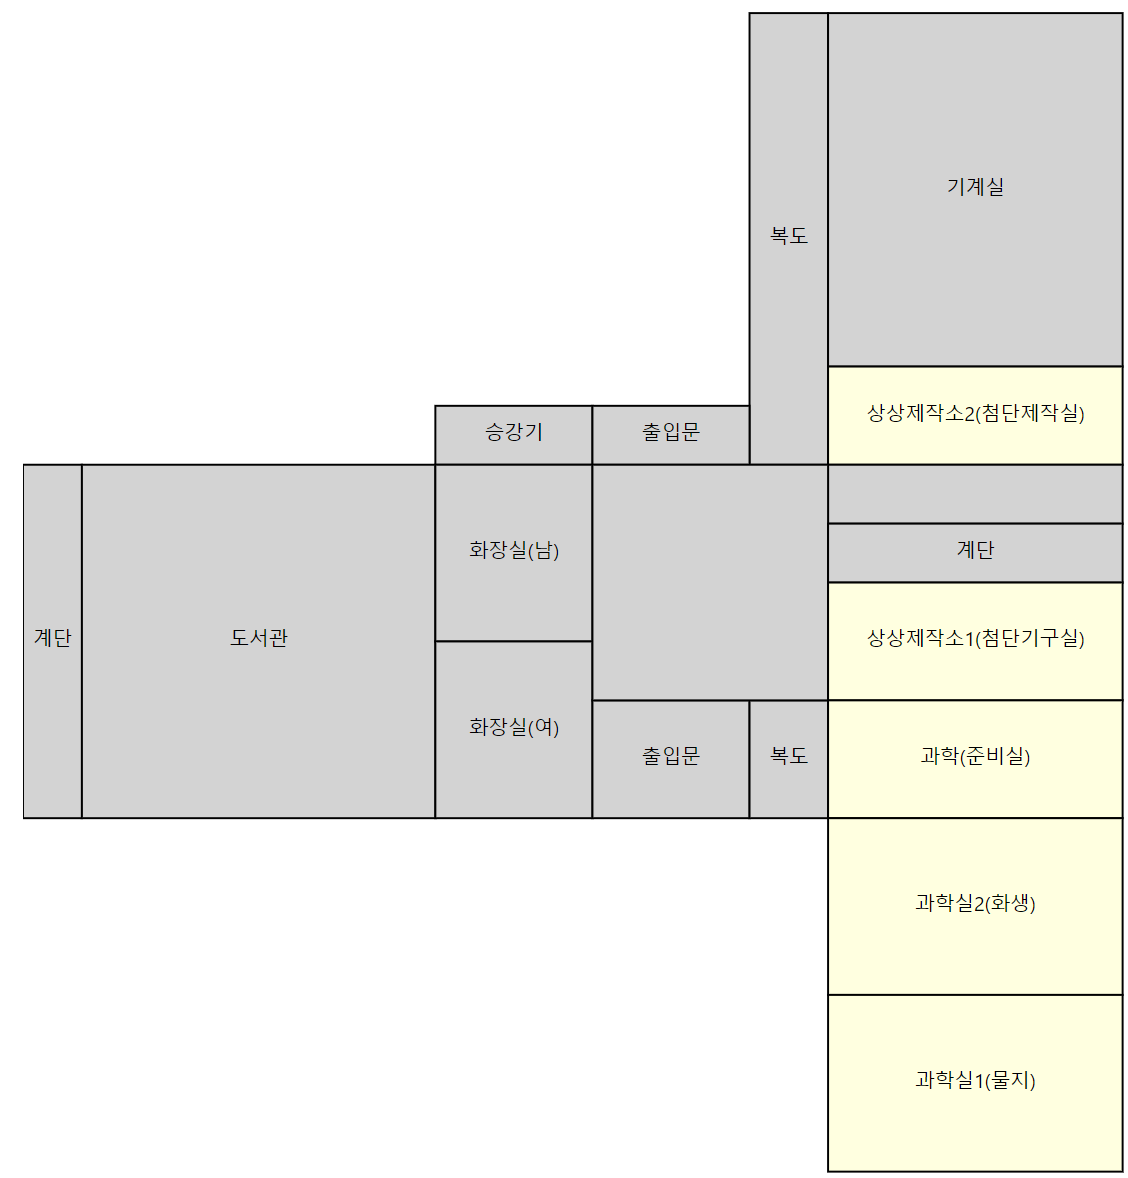 기계실
복도
상상제작소2(첨단제작실)
승강기
출입문
화장실(남)
계단
계단
도서관
상상제작소1(첨단기구실)
화장실(여)
출입문
복도
과학(준비실)
과학실2(화생)
과학실1(물지)